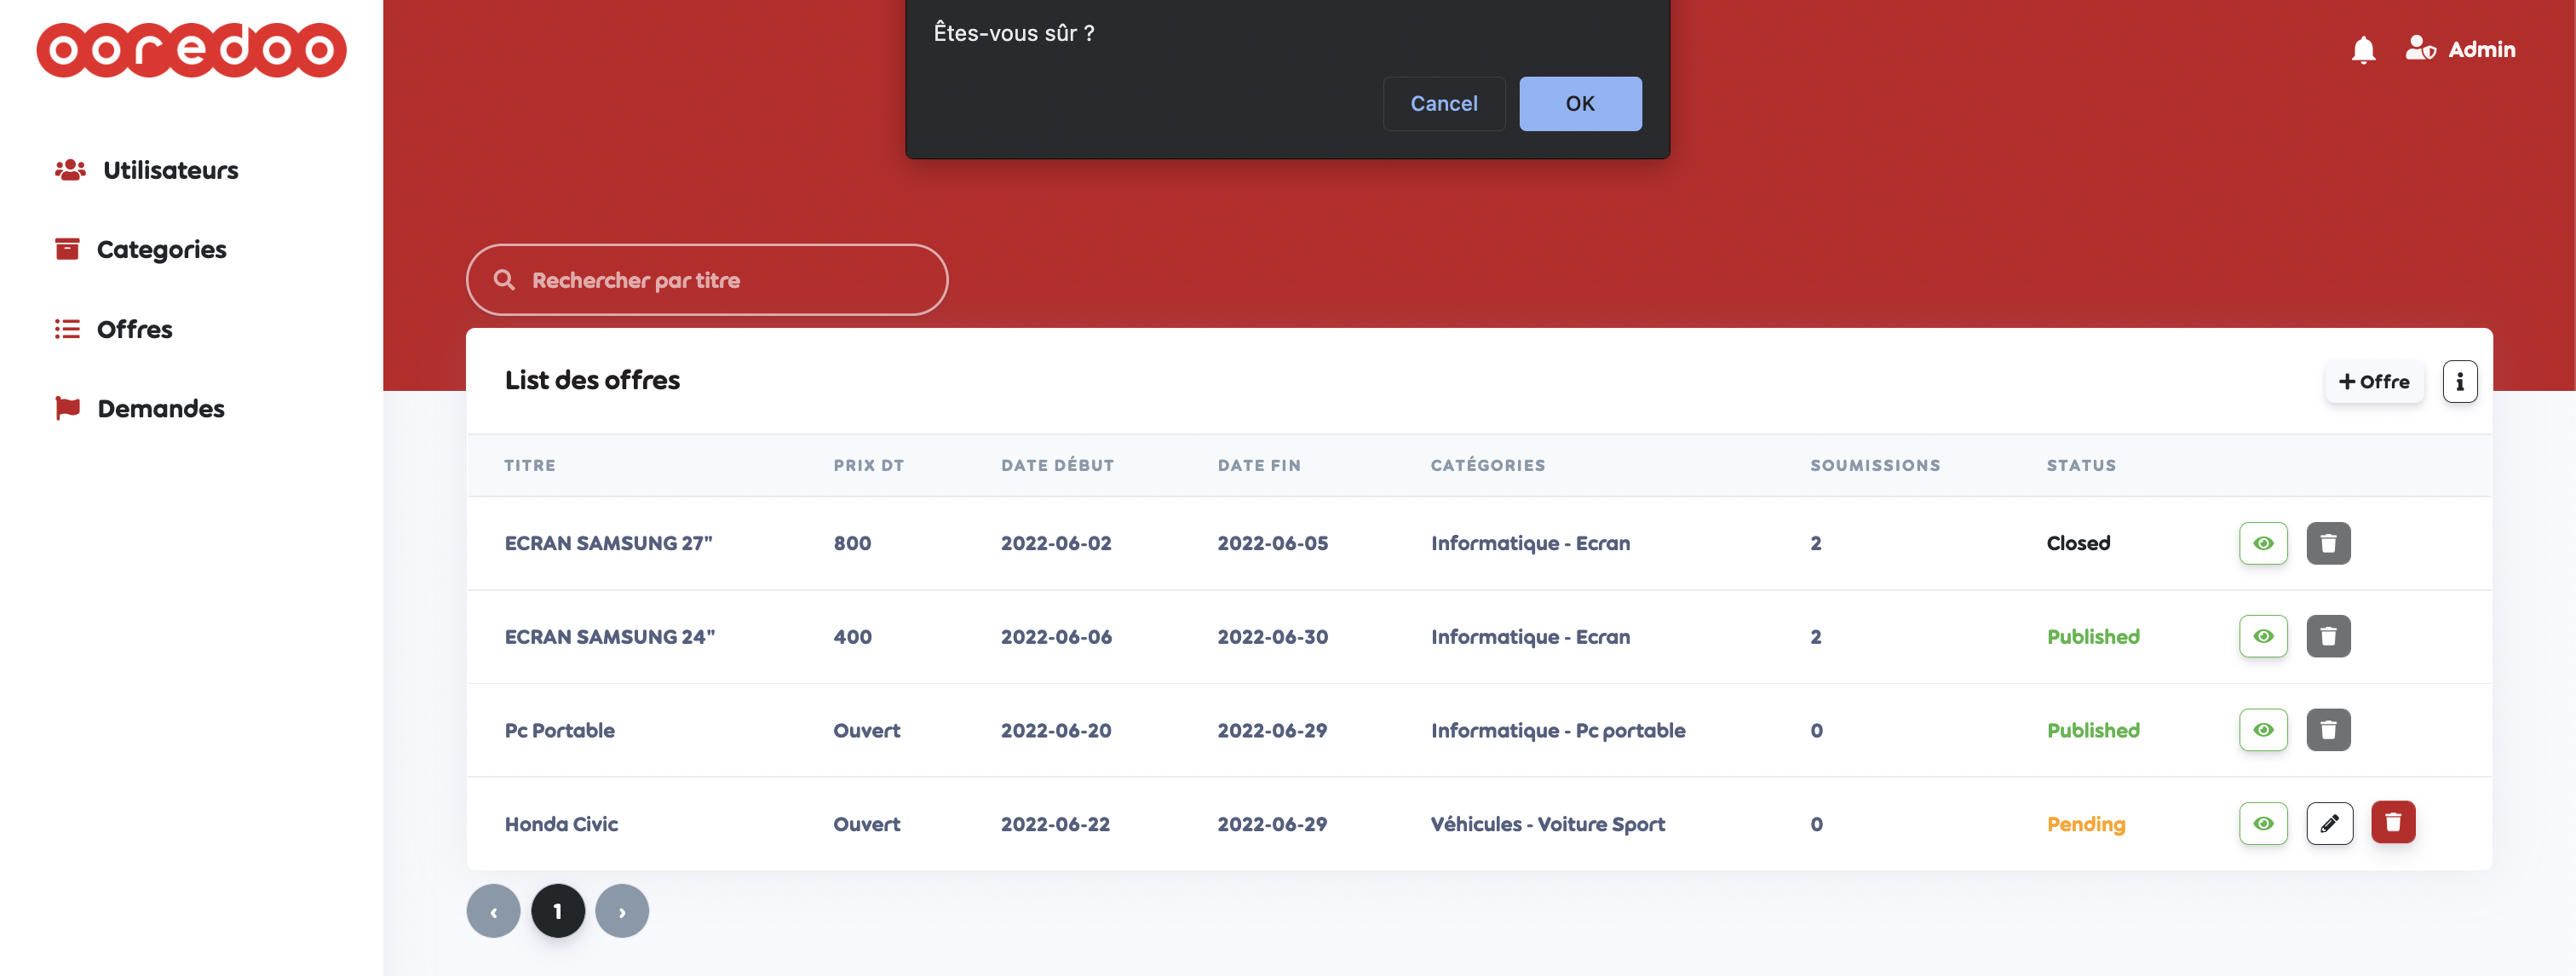 ooredoo
Êtes-vous sûr ?
Cancel
OK
Admin
Utilisateurs
Categories
Offres
Demandes
Rechercher par titre
List des offres
+ Offre
i
TITRE PRIX DT DATE DÉBUT DATE FIN CATÉGORIES SOUMISSIONS STATUS
ECRAN SAMSUNG 27" 800 2022-06-02 2022-06-05 Informatique - Ecran 2 Closed
ECRAN SAMSUNG 24" 400 2022-06-06 2022-06-30 Informatique - Ecran 2 Published
Pc Portable Ouvert 2022-06-20 2022-06-29 Informatique - Pc portable 0 Published
Honda Civic Ouvert 2022-06-22 2022-06-29 Véhicules - Voiture Sport 0 Pending
‹ 1 ›